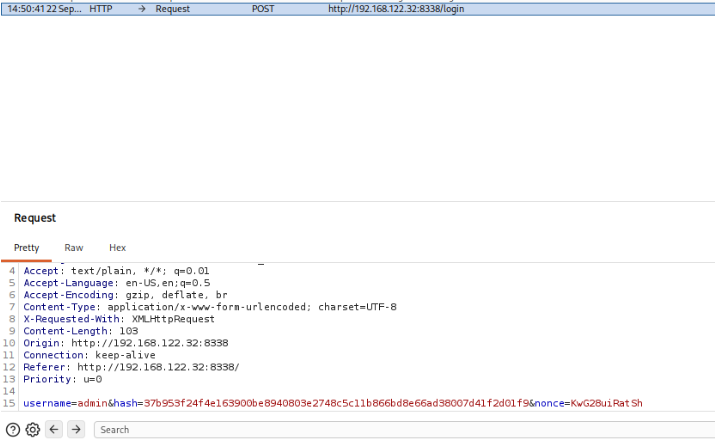 14:50:41 22 Sep... HTTP → Request POST http://192.168.122.32:8338/login
Request
Pretty Raw Hex
4 Accept: text/plain, */*; q=0.01
5 Accept-Language: en-US,en;q=0.5
6 Accept-Encoding: gzip, deflate, br
7 Content-Type: application/x-www-form-urlencoded; charset=UTF-8
8 X-Requested-With: XMLHttpRequest
9 Content-Length: 103
10 Origin: http://192.168.122.32:8338
11 Connection: keep-alive
12 Referer: http://192.168.122.32:8338/
13 Priority: u=0
14
15 username=admin&hash=37b953f24f4e163900be8940803e2748c5c11b866bd8e66ad38007d41f2d01f9&nonce=KwG28uiRatSh
Search